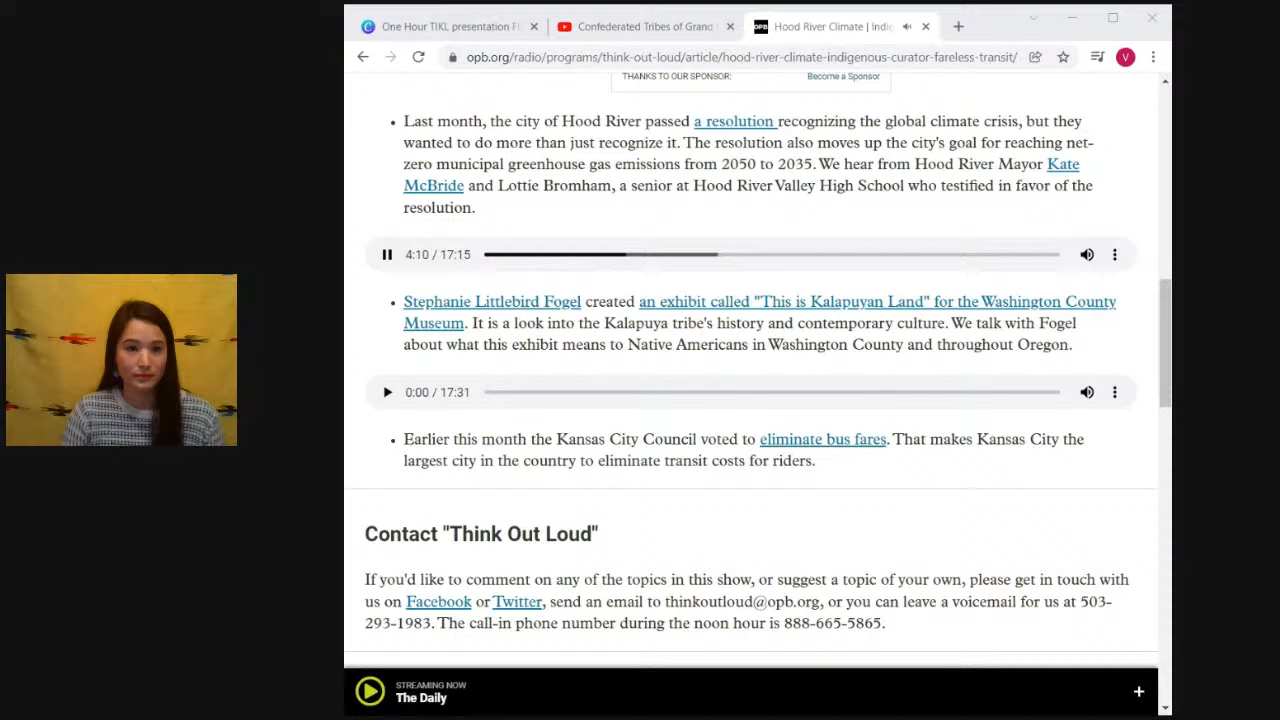 One Hour TIKL presentation FI
Confederated Tribes of Grand
OPB Hood River Climate | Indi
opb.org/radio/programs/think-out-loud/article/hood-river-climate-indigenous-curator-fareless-transit/
V
THANKS TO OUR SPONSOR: Become a Sponsor
• Last month, the city of Hood River passed a resolution recognizing the global climate crisis, but they
wanted to do more than just recognize it. The resolution also moves up the city's goal for reaching net-
zero municipal greenhouse gas emissions from 2050 to 2035. We hear from Hood River Mayor Kate
McBride and Lottie Bromham, a senior at Hood River Valley High School who testified in favor of the
resolution.
4:10 / 17:15
• Stephanie Littlebird Fogel created an exhibit called "This is Kalapuyan Land" for the Washington County
Museum. It is a look into the Kalapuya tribe's history and contemporary culture. We talk with Fogel
about what this exhibit means to Native Americans in Washington County and throughout Oregon.
0:00 / 17:31
• Earlier this month the Kansas City Council voted to eliminate bus fares. That makes Kansas City the
largest city in the country to eliminate transit costs for riders.
Contact "Think Out Loud"
If you'd like to comment on any of the topics in this show, or suggest a topic of your own, please get in touch with
us on Facebook or Twitter, send an email to thinkoutloud@opb.org, or you can leave a voicemail for us at 503-
293-1983. The call-in phone number during the noon hour is 888-665-5865.
STREAMING NOW
The Daily